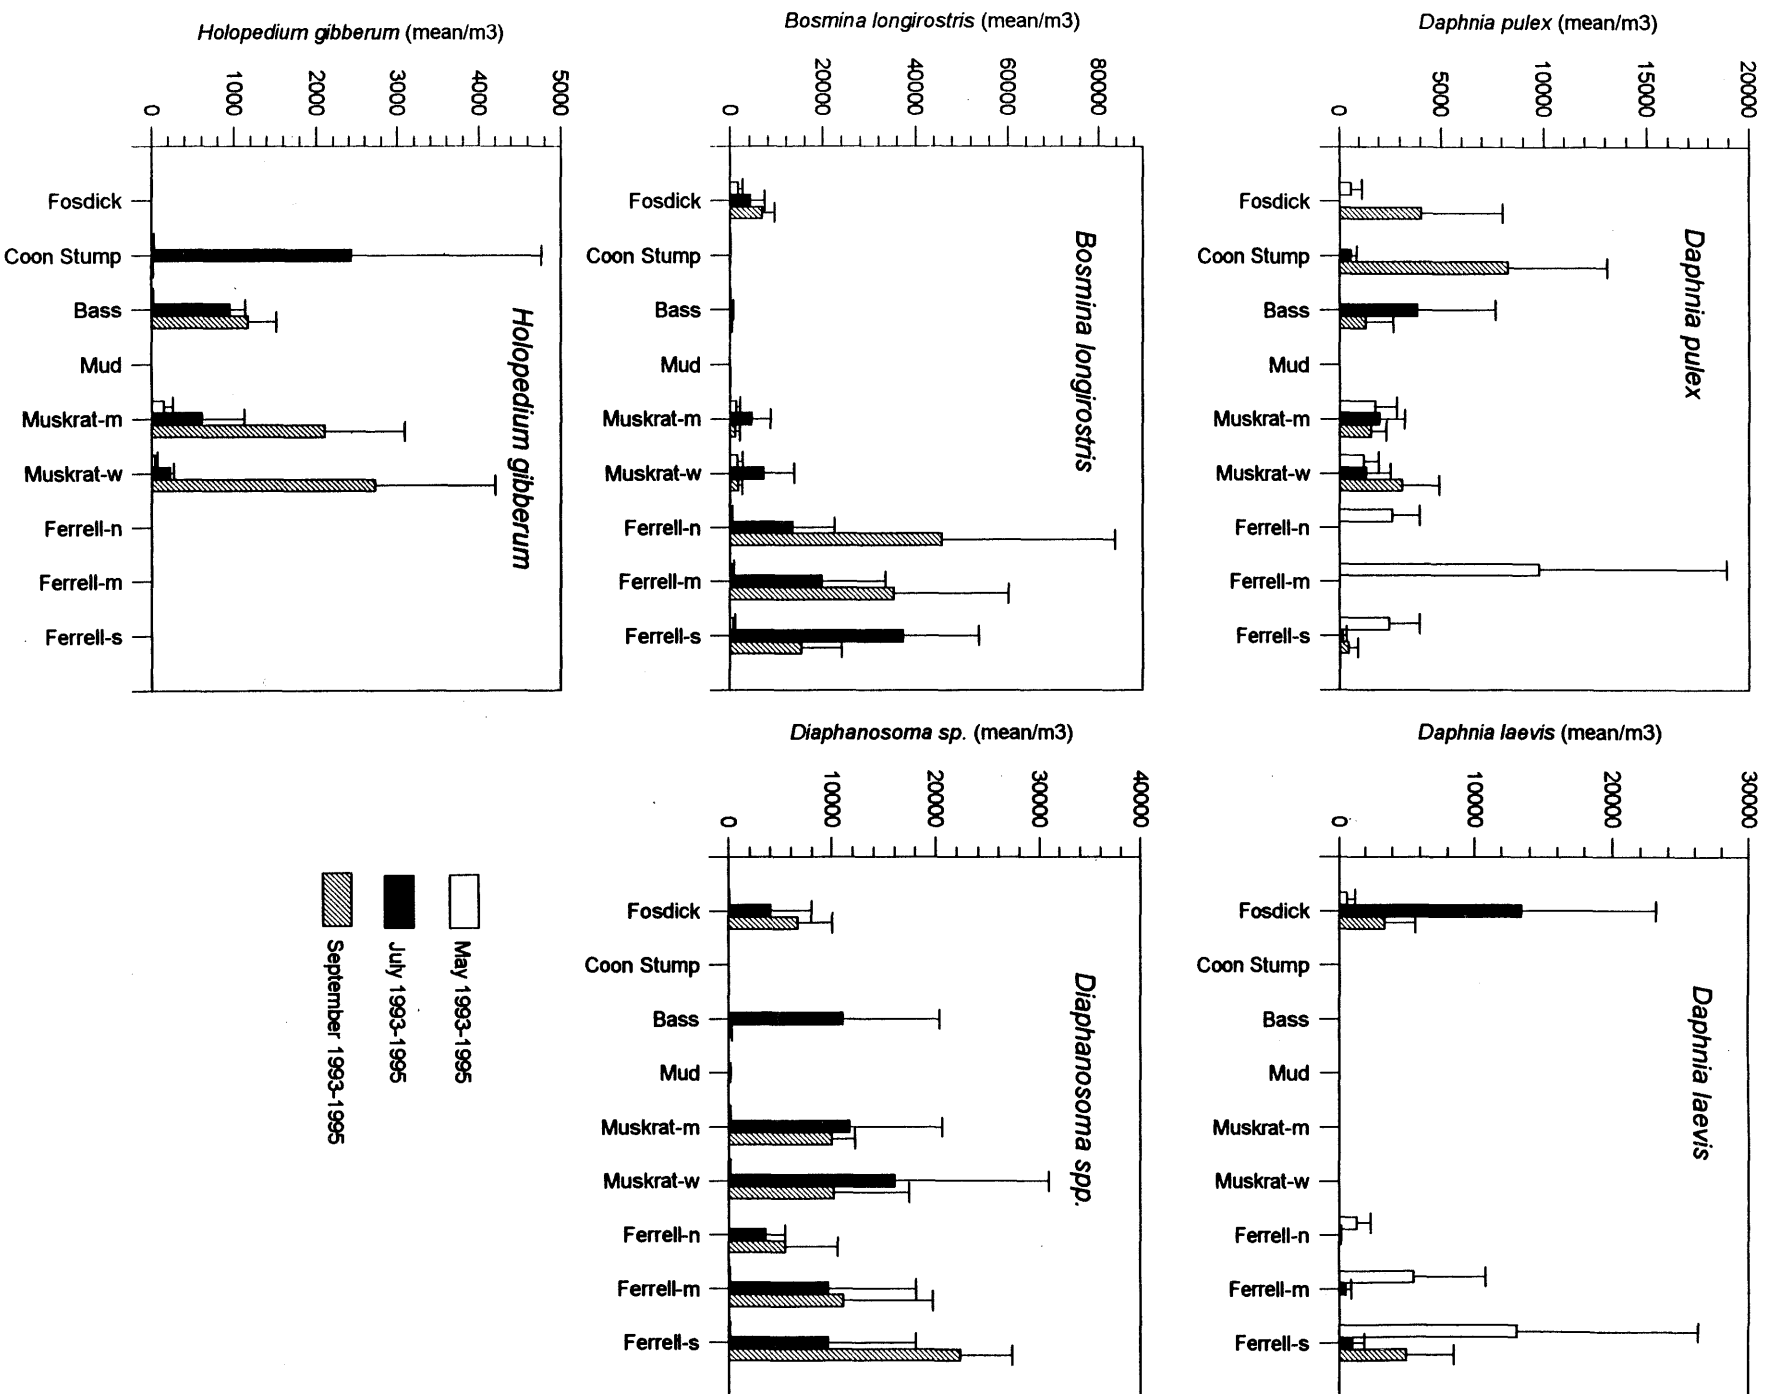 Holopedium gibberum (mean/m3)
0
1000
2000
3000
4000
5000
Fosdick
Coon Stump
Bass
Mud
Muskrat-m
Muskrat-w
Ferrell-n
Ferrell-m
Ferrell-s
Holopedium gibberum
Bosmina longirostris (mean/m3)
0
20000
40000
60000
80000
Fosdick
Coon Stump
Bass
Mud
Muskrat-m
Muskrat-w
Ferrell-n
Ferrell-m
Ferrell-s
Bosmina longirostris
Daphnia pulex (mean/m3)
0
5000
10000
15000
20000
Fosdick
Coon Stump
Bass
Mud
Muskrat-m
Muskrat-w
Ferrell-n
Ferrell-m
Ferrell-s
Daphnia pulex
Diaphanosoma sp. (mean/m3)
0
10000
20000
30000
40000
Fosdick
Coon Stump
Bass
Mud
Muskrat-m
Muskrat-w
Ferrell-n
Ferrell-m
Ferrell-s
Diaphanosoma spp.
Daphnia laevis (mean/m3)
0
10000
20000
30000
Fosdick
Coon Stump
Bass
Mud
Muskrat-m
Muskrat-w
Ferrell-n
Ferrell-m
Ferrell-s
Daphnia laevis
May 1993-1995
July 1993-1995
September 1993-1995